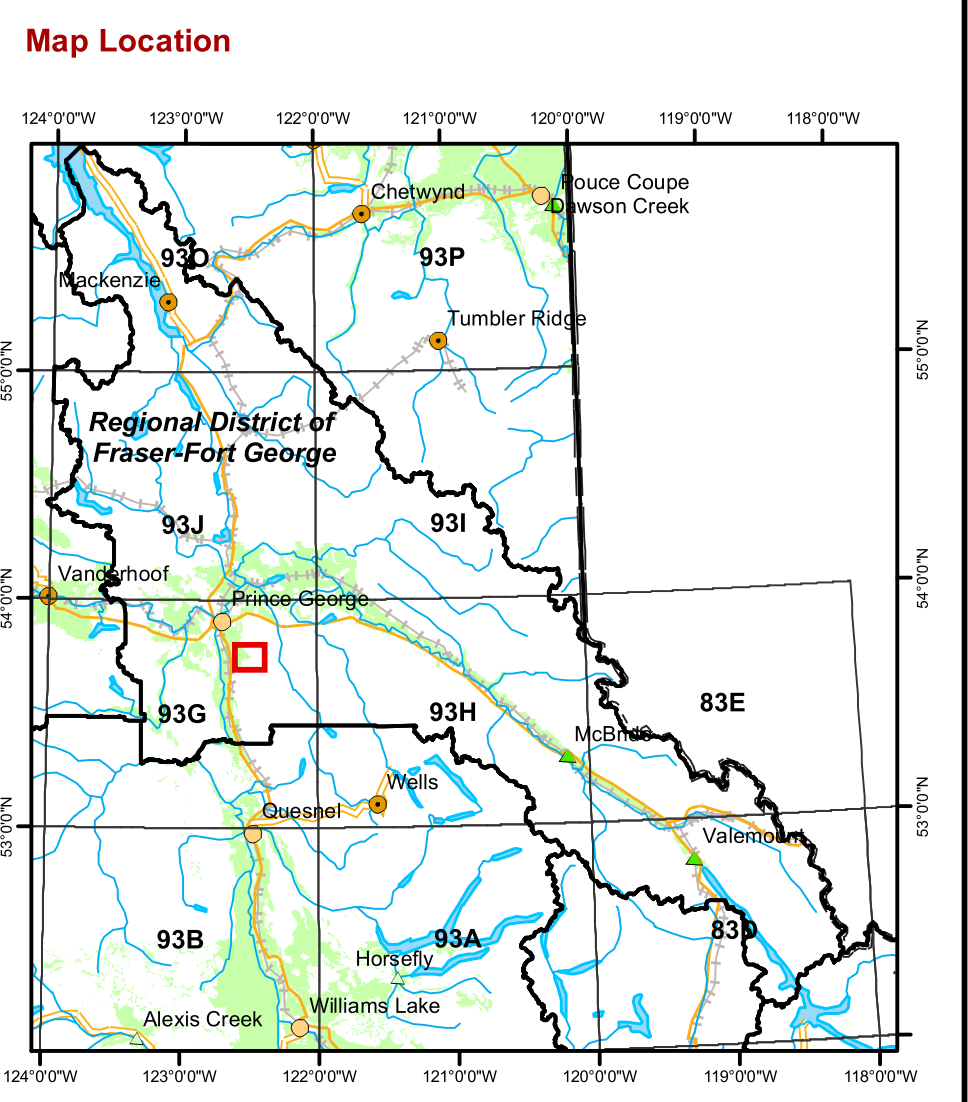 Map Location
124°0'0"W 123°0'0"W 122°0'0"W 121°0'0"W 120°0'0"W 119°0'0"W 118°0'0"W
Pouce Coupe
Chetwynd
Dawson Creek
93O
93P
Mackenzie
Tumbler Ridge
55°0'0"N
55°0'0"N
Regional District of
Fraser-Fort George
93J
93I
Vanderhoof
54°0'0"N
54°0'0"N
Prince George
93G
93H
83E
McBride
Wells
Quesnel
53°0'0"N
53°0'0"N
Valemount
93B
93A
83D
Horsefly
Williams Lake
Alexis Creek
124°0'0"W 123°0'0"W 122°0'0"W 121°0'0"W 120°0'0"W 119°0'0"W 118°0'0"W